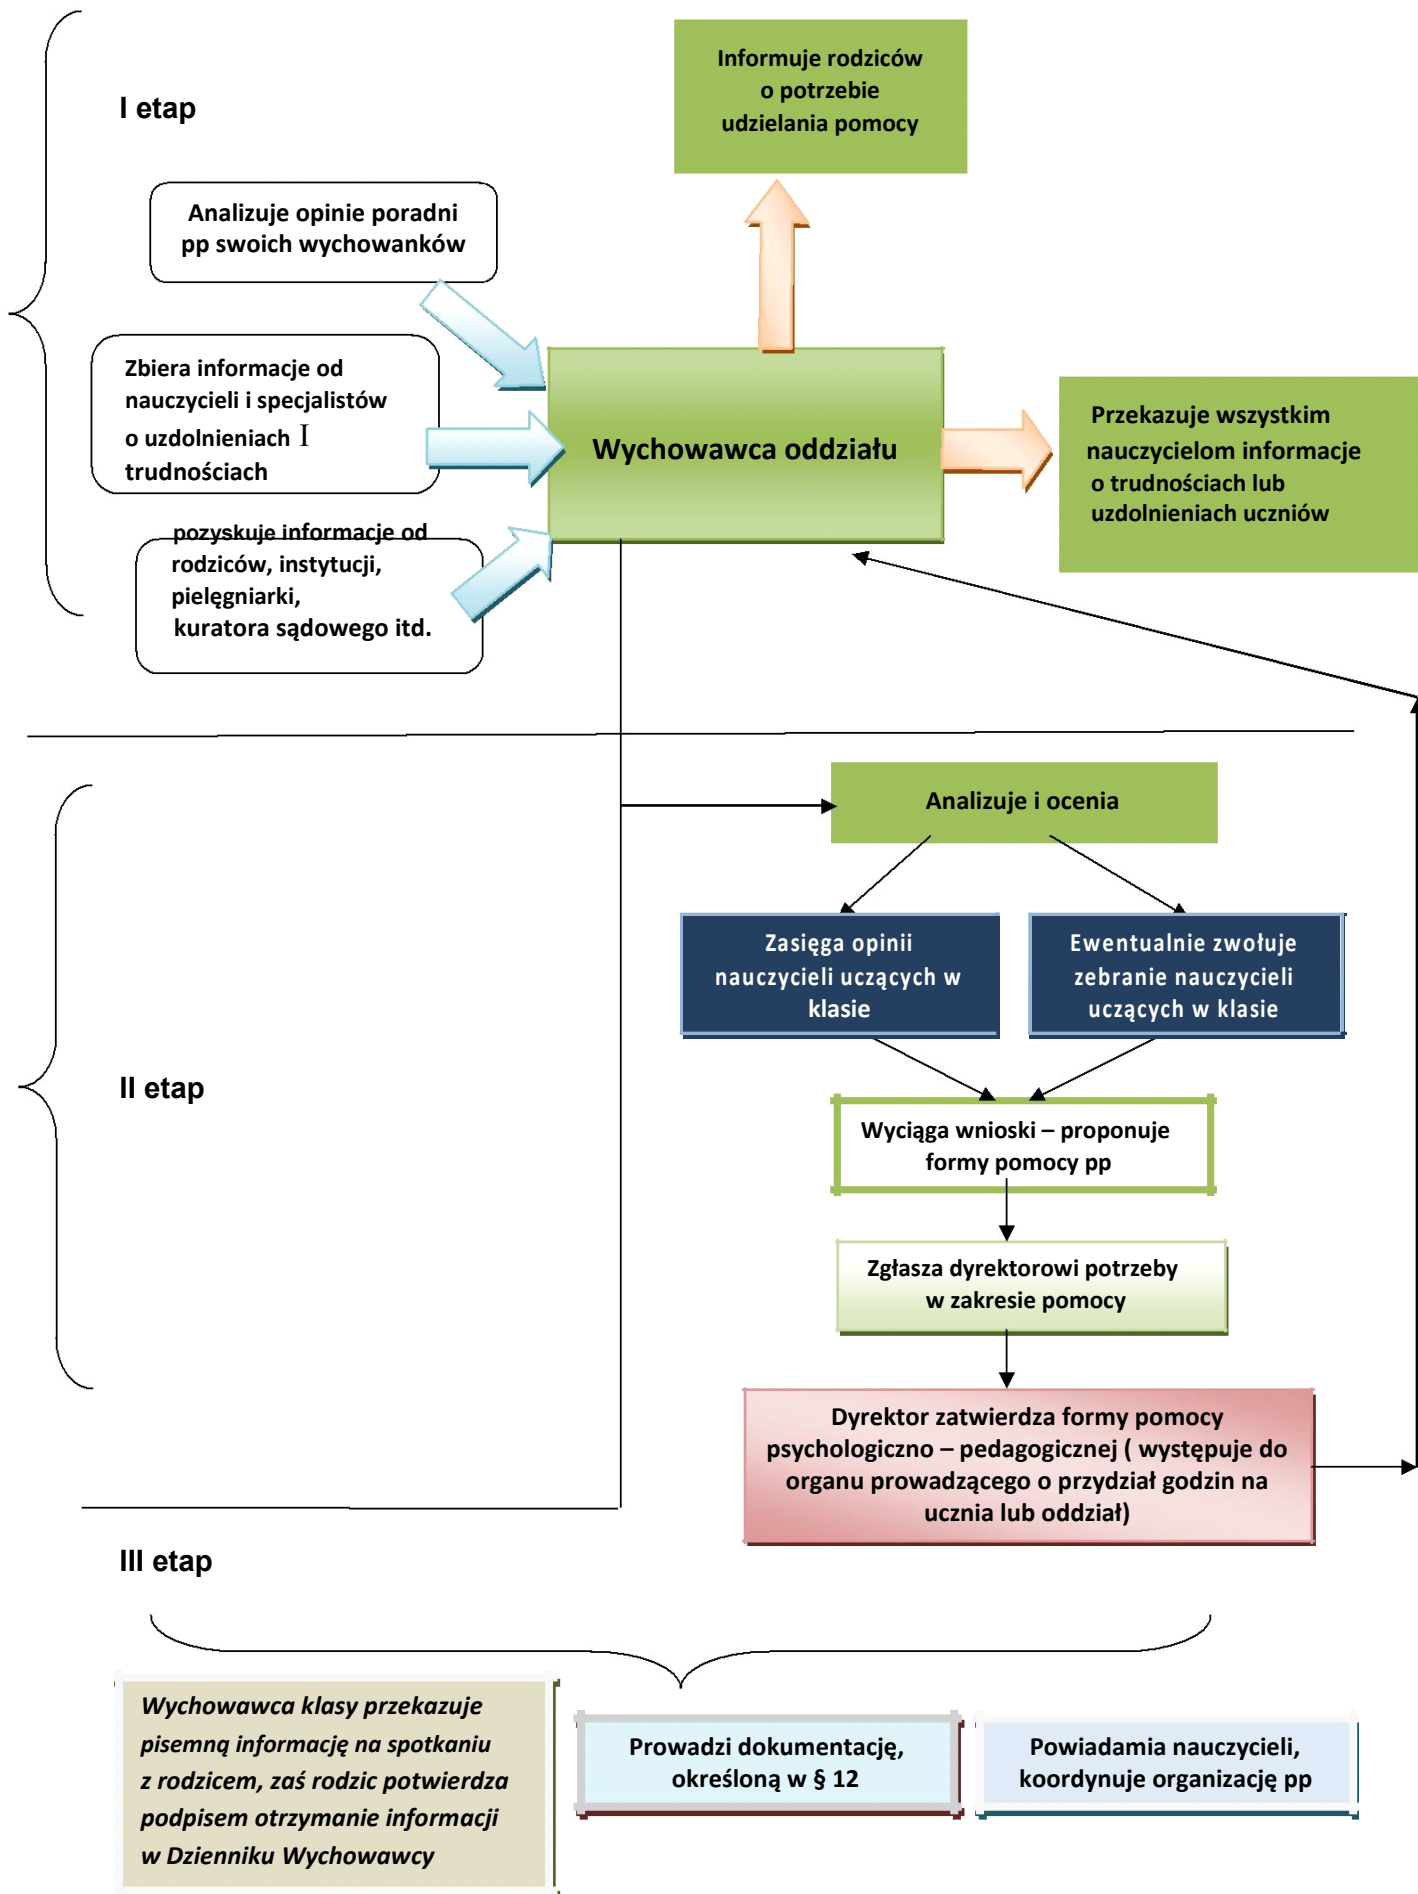 Informuje rodziców
o potrzebie
udzielania pomocy
I etap
Analizuje opinie poradni
pp swoich wychowanków
Zbiera informacje od
nauczycieli i specjalistów
o uzdolnieniach I
trudnościach
Wychowawca oddziału
Przekazuje wszystkim
nauczycielom informacje
o trudnościach lub
uzdolnieniach uczniów
pozyskuje informacje od
rodziców, instytucji,
pielęgniarki,
kuratora sądowego itd.
Analizuje i ocenia
Zasięga opinii
nauczycieli uczących w
klasie
Ewentualnie zwołuje
zebranie nauczycieli
uczących w klasie
II etap
Wyciąga wnioski – proponuje
formy pomocy pp
Zgłasza dyrektorowi potrzeby
w zakresie pomocy
Dyrektor zatwierdza formy pomocy
psychologiczno – pedagogicznej ( występuje do
organu prowadzącego o przydział godzin na
ucznia lub oddział)
III etap
Wychowawca klasy przekazuje
pisemną informację na spotkaniu
z rodzicem, zaś rodzic potwierdza
podpisem otrzymanie informacji
w Dzienniku Wychowawcy
Prowadzi dokumentację,
określoną w § 12
Powiadamia nauczycieli,
koordynuje organizację pp